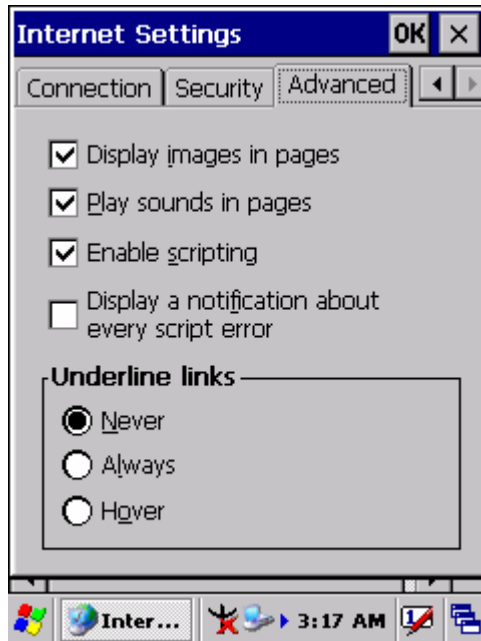 Internet Settings OK ×
Connection Security Advanced
Display images in pages
Play sounds in pages
Enable scripting
Display a notification about
every script error
Underline links
Never
Always
Hover
Inter... 3:17 AM